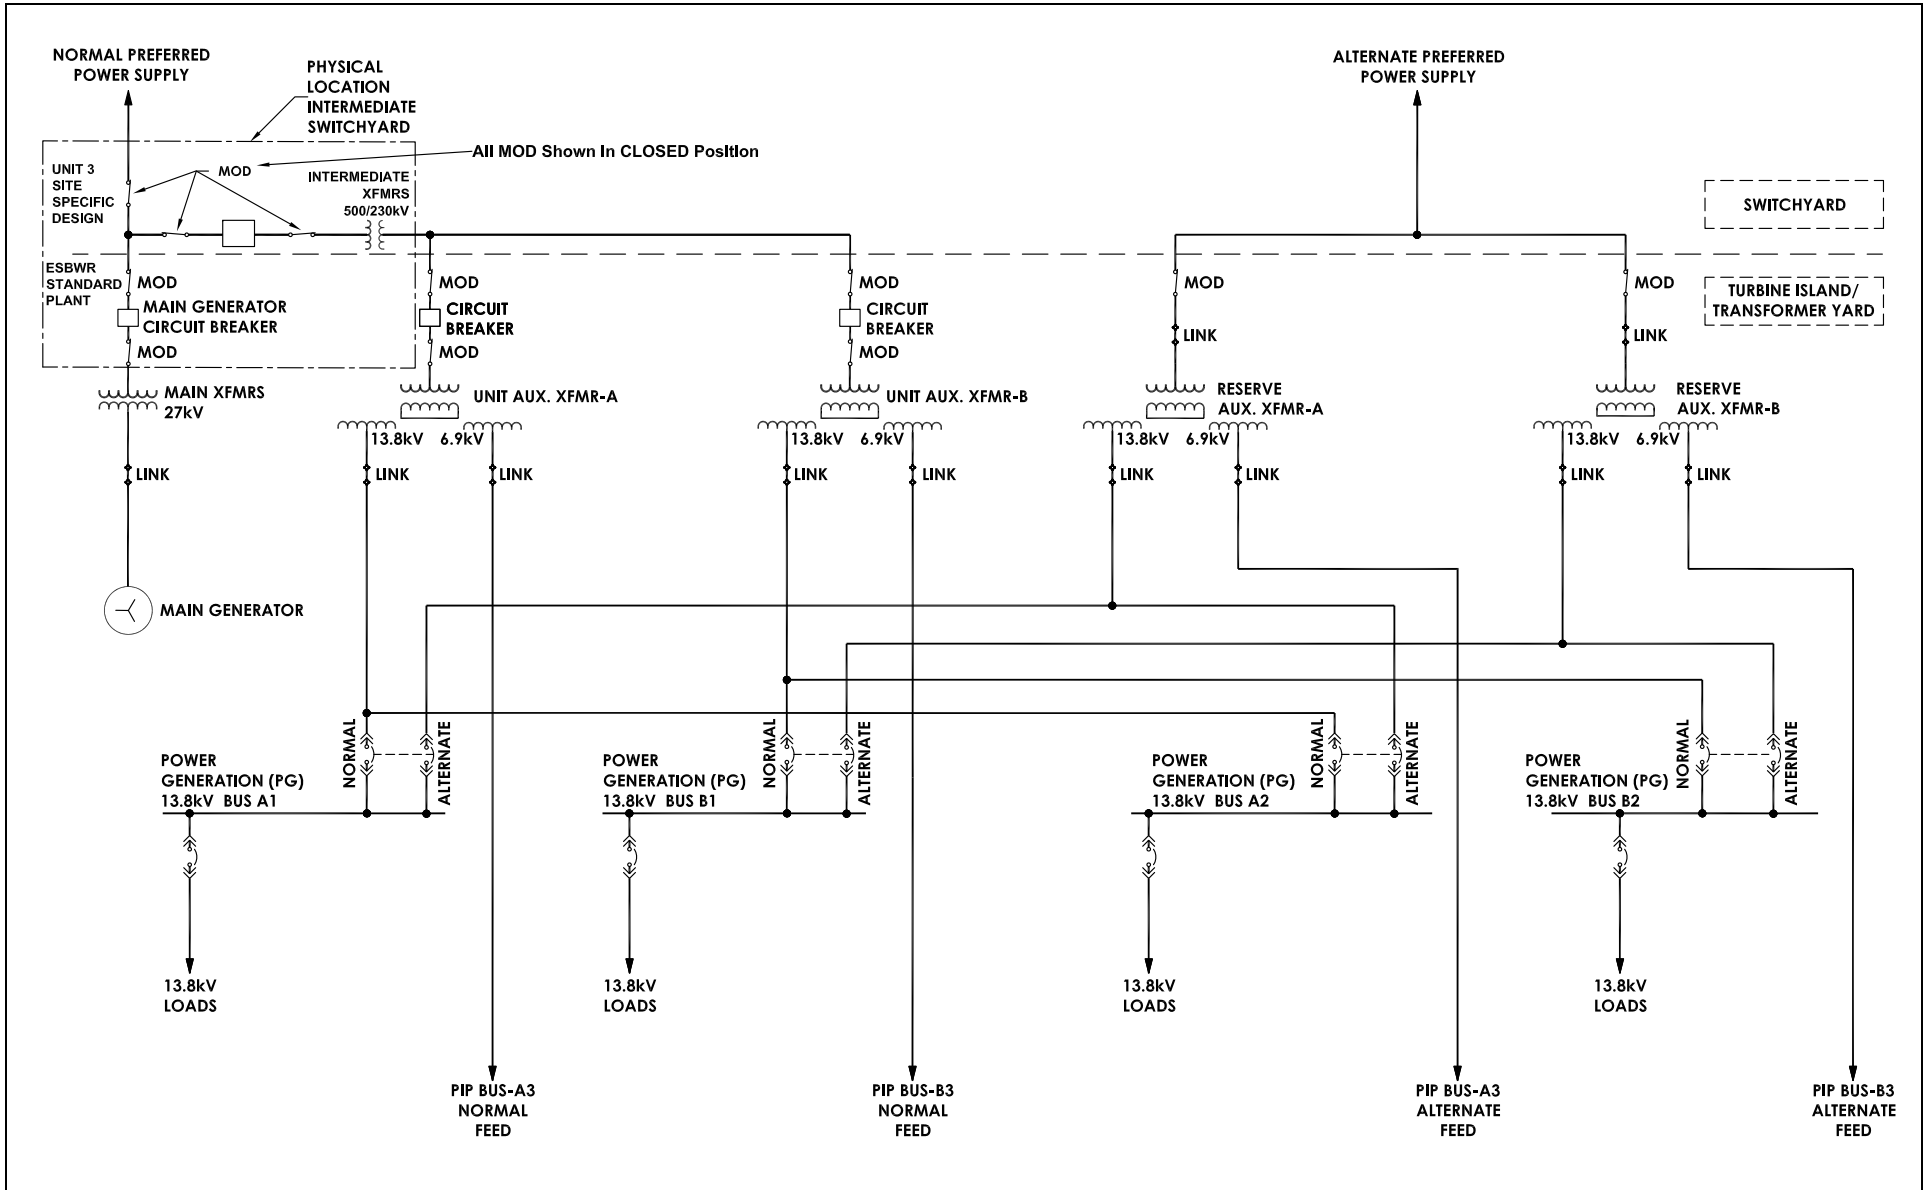 NORMAL PREFERRED
POWER SUPPLY
PHYSICAL
LOCATION
INTERMEDIATE
SWITCHYARD
ALTERNATE PREFERRED
POWER SUPPLY
All MOD Shown In CLOSED Position
UNIT 3
SITE
SPECIFIC
DESIGN
MOD
INTERMEDIATE
XFMRS
500/230kV
SWITCHYARD
ESBWR
STANDARD
PLANT
MOD
MAIN GENERATOR
CIRCUIT BREAKER
MOD
MOD
CIRCUIT
BREAKER
MOD
MOD
CIRCUIT
BREAKER
MOD
MOD
LINK
MOD
LINK
TURBINE ISLAND/
TRANSFORMER YARD
MAIN XFMRS
27kV
UNIT AUX. XFMR-A
UNIT AUX. XFMR-B
RESERVE
AUX. XFMR-A
RESERVE
AUX. XFMR-B
13.8kV
6.9kV
13.8kV
6.9kV
13.8kV
6.9kV
13.8kV
6.9kV
LINK
LINK
LINK
LINK
LINK
LINK
LINK
LINK
LINK
MAIN GENERATOR
POWER
GENERATION (PG)
13.8kV BUS A1
NORMAL
ALTERNATE
POWER
GENERATION (PG)
13.8kV BUS B1
NORMAL
ALTERNATE
POWER
GENERATION (PG)
13.8kV BUS A2
NORMAL
ALTERNATE
POWER
GENERATION (PG)
13.8kV BUS B2
NORMAL
ALTERNATE
13.8kV
LOADS
13.8kV
LOADS
13.8kV
LOADS
13.8kV
LOADS
PIP BUS-A3
NORMAL
FEED
PIP BUS-B3
NORMAL
FEED
PIP BUS-A3
ALTERNATE
FEED
PIP BUS-B3
ALTERNATE
FEED